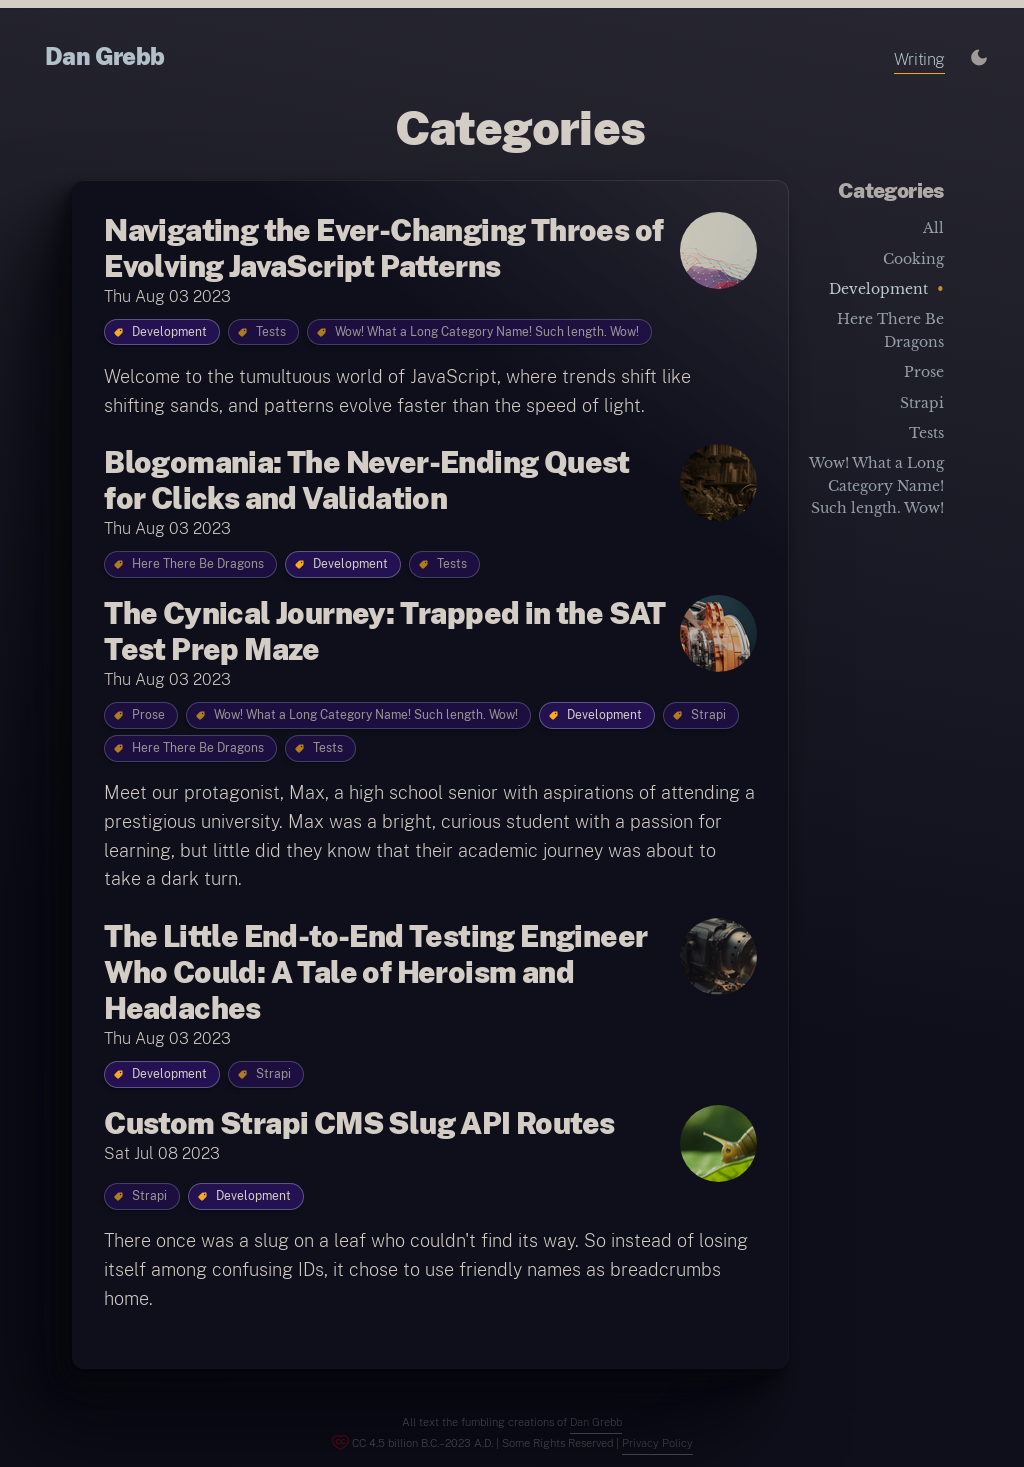 Dan Grebb
Writing
Categories
Navigating the Ever-Changing Throes of
Evolving JavaScript Patterns
Thu Aug 03 2023
Development Tests Wow! What a Long Category Name! Such length. Wow!
Welcome to the tumultuous world of JavaScript, where trends shift like
shifting sands, and patterns evolve faster than the speed of light.
Blogomania: The Never-Ending Quest
for Clicks and Validation
Thu Aug 03 2023
Here There Be Dragons Development Tests
The Cynical Journey: Trapped in the SAT
Test Prep Maze
Thu Aug 03 2023
Prose Wow! What a Long Category Name! Such length. Wow! Development Strapi
Here There Be Dragons Tests
Meet our protagonist, Max, a high school senior with aspirations of attending a
prestigious university. Max was a bright, curious student with a passion for
learning, but little did they know that their academic journey was about to
take a dark turn.
The Little End-to-End Testing Engineer
Who Could: A Tale of Heroism and
Headaches
Thu Aug 03 2023
Development Strapi
Custom Strapi CMS Slug API Routes
Sat Jul 08 2023
Strapi Development
There once was a slug on a leaf who couldn't find its way. So instead of losing
itself among confusing IDs, it chose to use friendly names as breadcrumbs
home.
Categories
All
Cooking
Development •
Here There Be
Dragons
Prose
Strapi
Tests
Wow! What a Long
Category Name!
Such length. Wow!
All text the fumbling creations of Dan Grebb
CC 4.5 billion B.C.–2023 A.D. | Some Rights Reserved | Privacy Policy